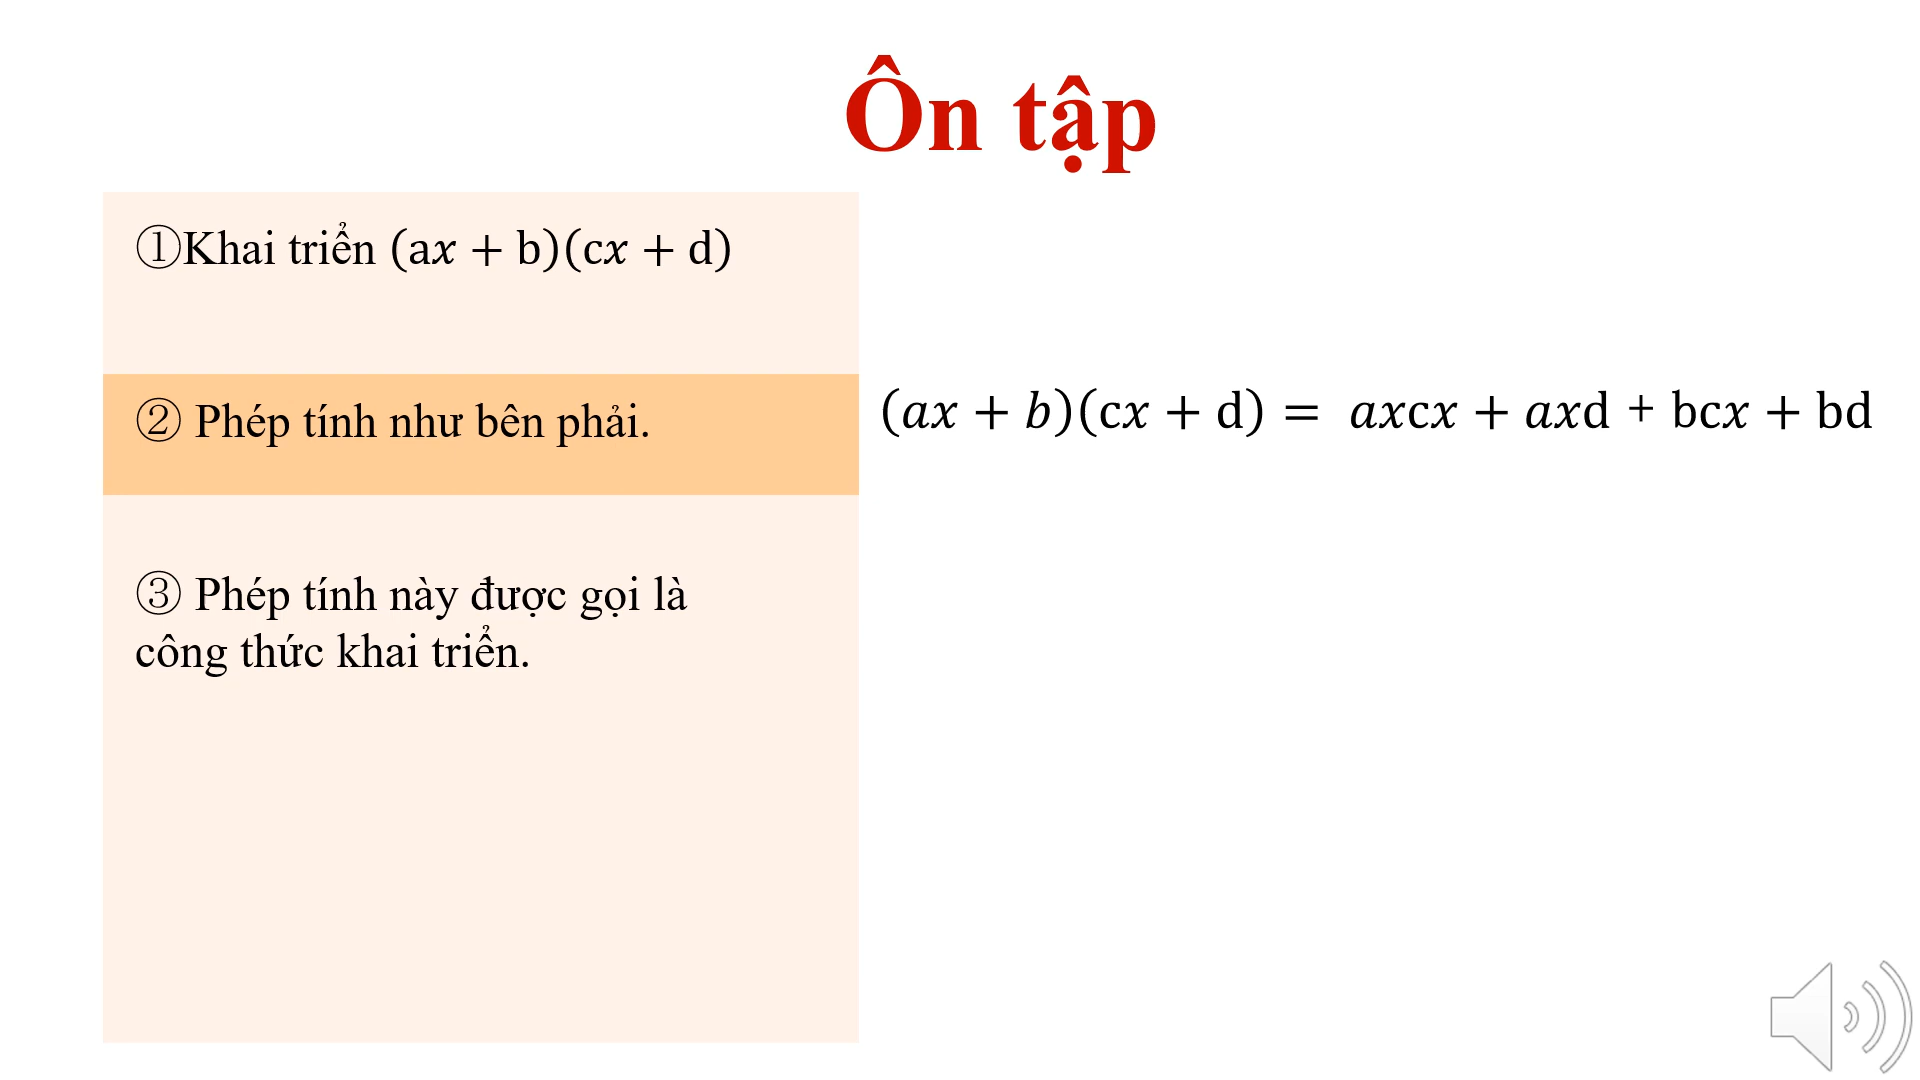 Ôn tập
①Khai triển (ax + b)(cx + d)
② Phép tính như bên phải.
(ax + b)(cx + d) = axcx + axd + bcx + bd
③ Phép tính này được gọi là
công thức khai triển.